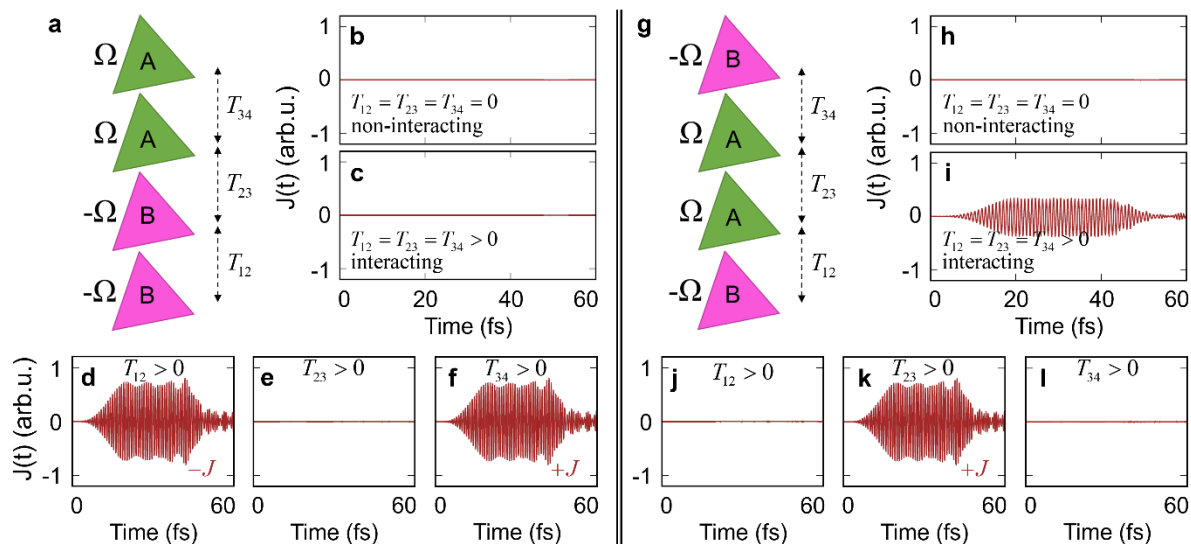 a
Ω A
Ω A
-Ω B
-Ω B
T34
T23
T12
b
J(t) (arb.u.)
1
0
-1
T12 = T23 = T34 = 0
non-interacting
c
1
0
-1
T12 = T23 = T34 > 0
interacting
0 20 40 60
Time (fs)
d
T12 > 0
J(t) (arb.u.)
1
0
-1
−J
0 60
Time (fs)
e
T23 > 0
0 60
Time (fs)
f
T34 > 0
+J
0 60
Time (fs)
g
-Ω B
Ω A
Ω A
-Ω B
T34
T23
T12
h
J(t) (arb.u.)
1
0
-1
T12 = T23 = T34 = 0
non-interacting
i
1
0
-1
T12 = T23 = T34 > 0
interacting
0 20 40 60
Time (fs)
j
T12 > 0
1
0
-1
0 60
Time (fs)
k
T23 > 0
+J
0 60
Time (fs)
l
T34 > 0
0 60
Time (fs)